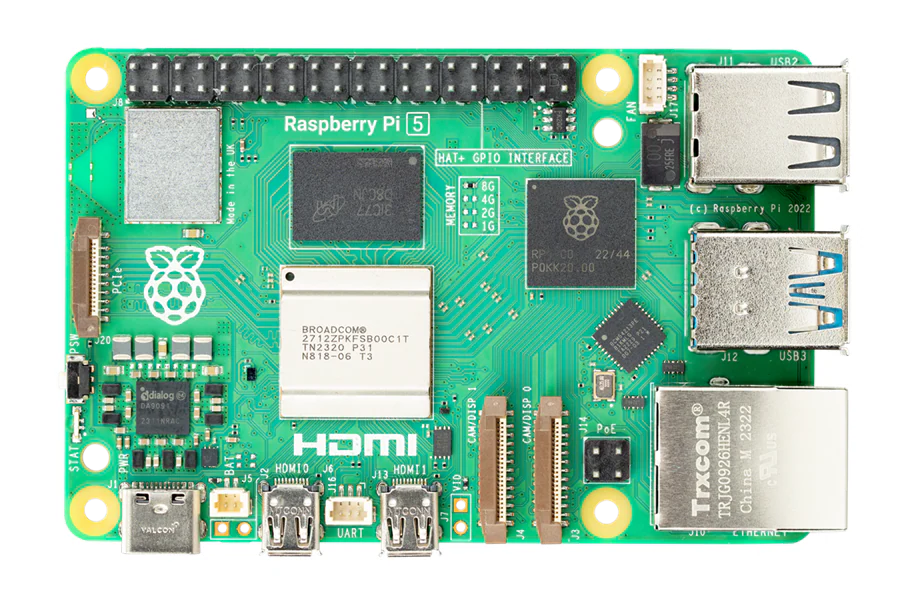 J11
USB2
J8
Raspberry Pi 5
FAN
J17
HAT+ GPIO INTERFACE
Made in the UK
MEMORY
8G
4G
2G
1G
(c) Raspberry Pi 2022
22/44
P0KK20.00
PCIe
J20
BROADCOM®
2712ZPKFSB00C1T
TN2320 P31
N818-06 T3
J12
USB3
PSW
dialog
DA9091
CAM/DISP 1
CAM/DISP 0
J14
PoE
HDMI
STAT
PWR
BAT
J5
J2
HDMI0
J6
J16
J13
HDMI1
J7
VIO
J1
VALCON
UART
J4
J3
Trxcom®
TRJG0926HENL4R
China M 2322
J10
ETHERNET